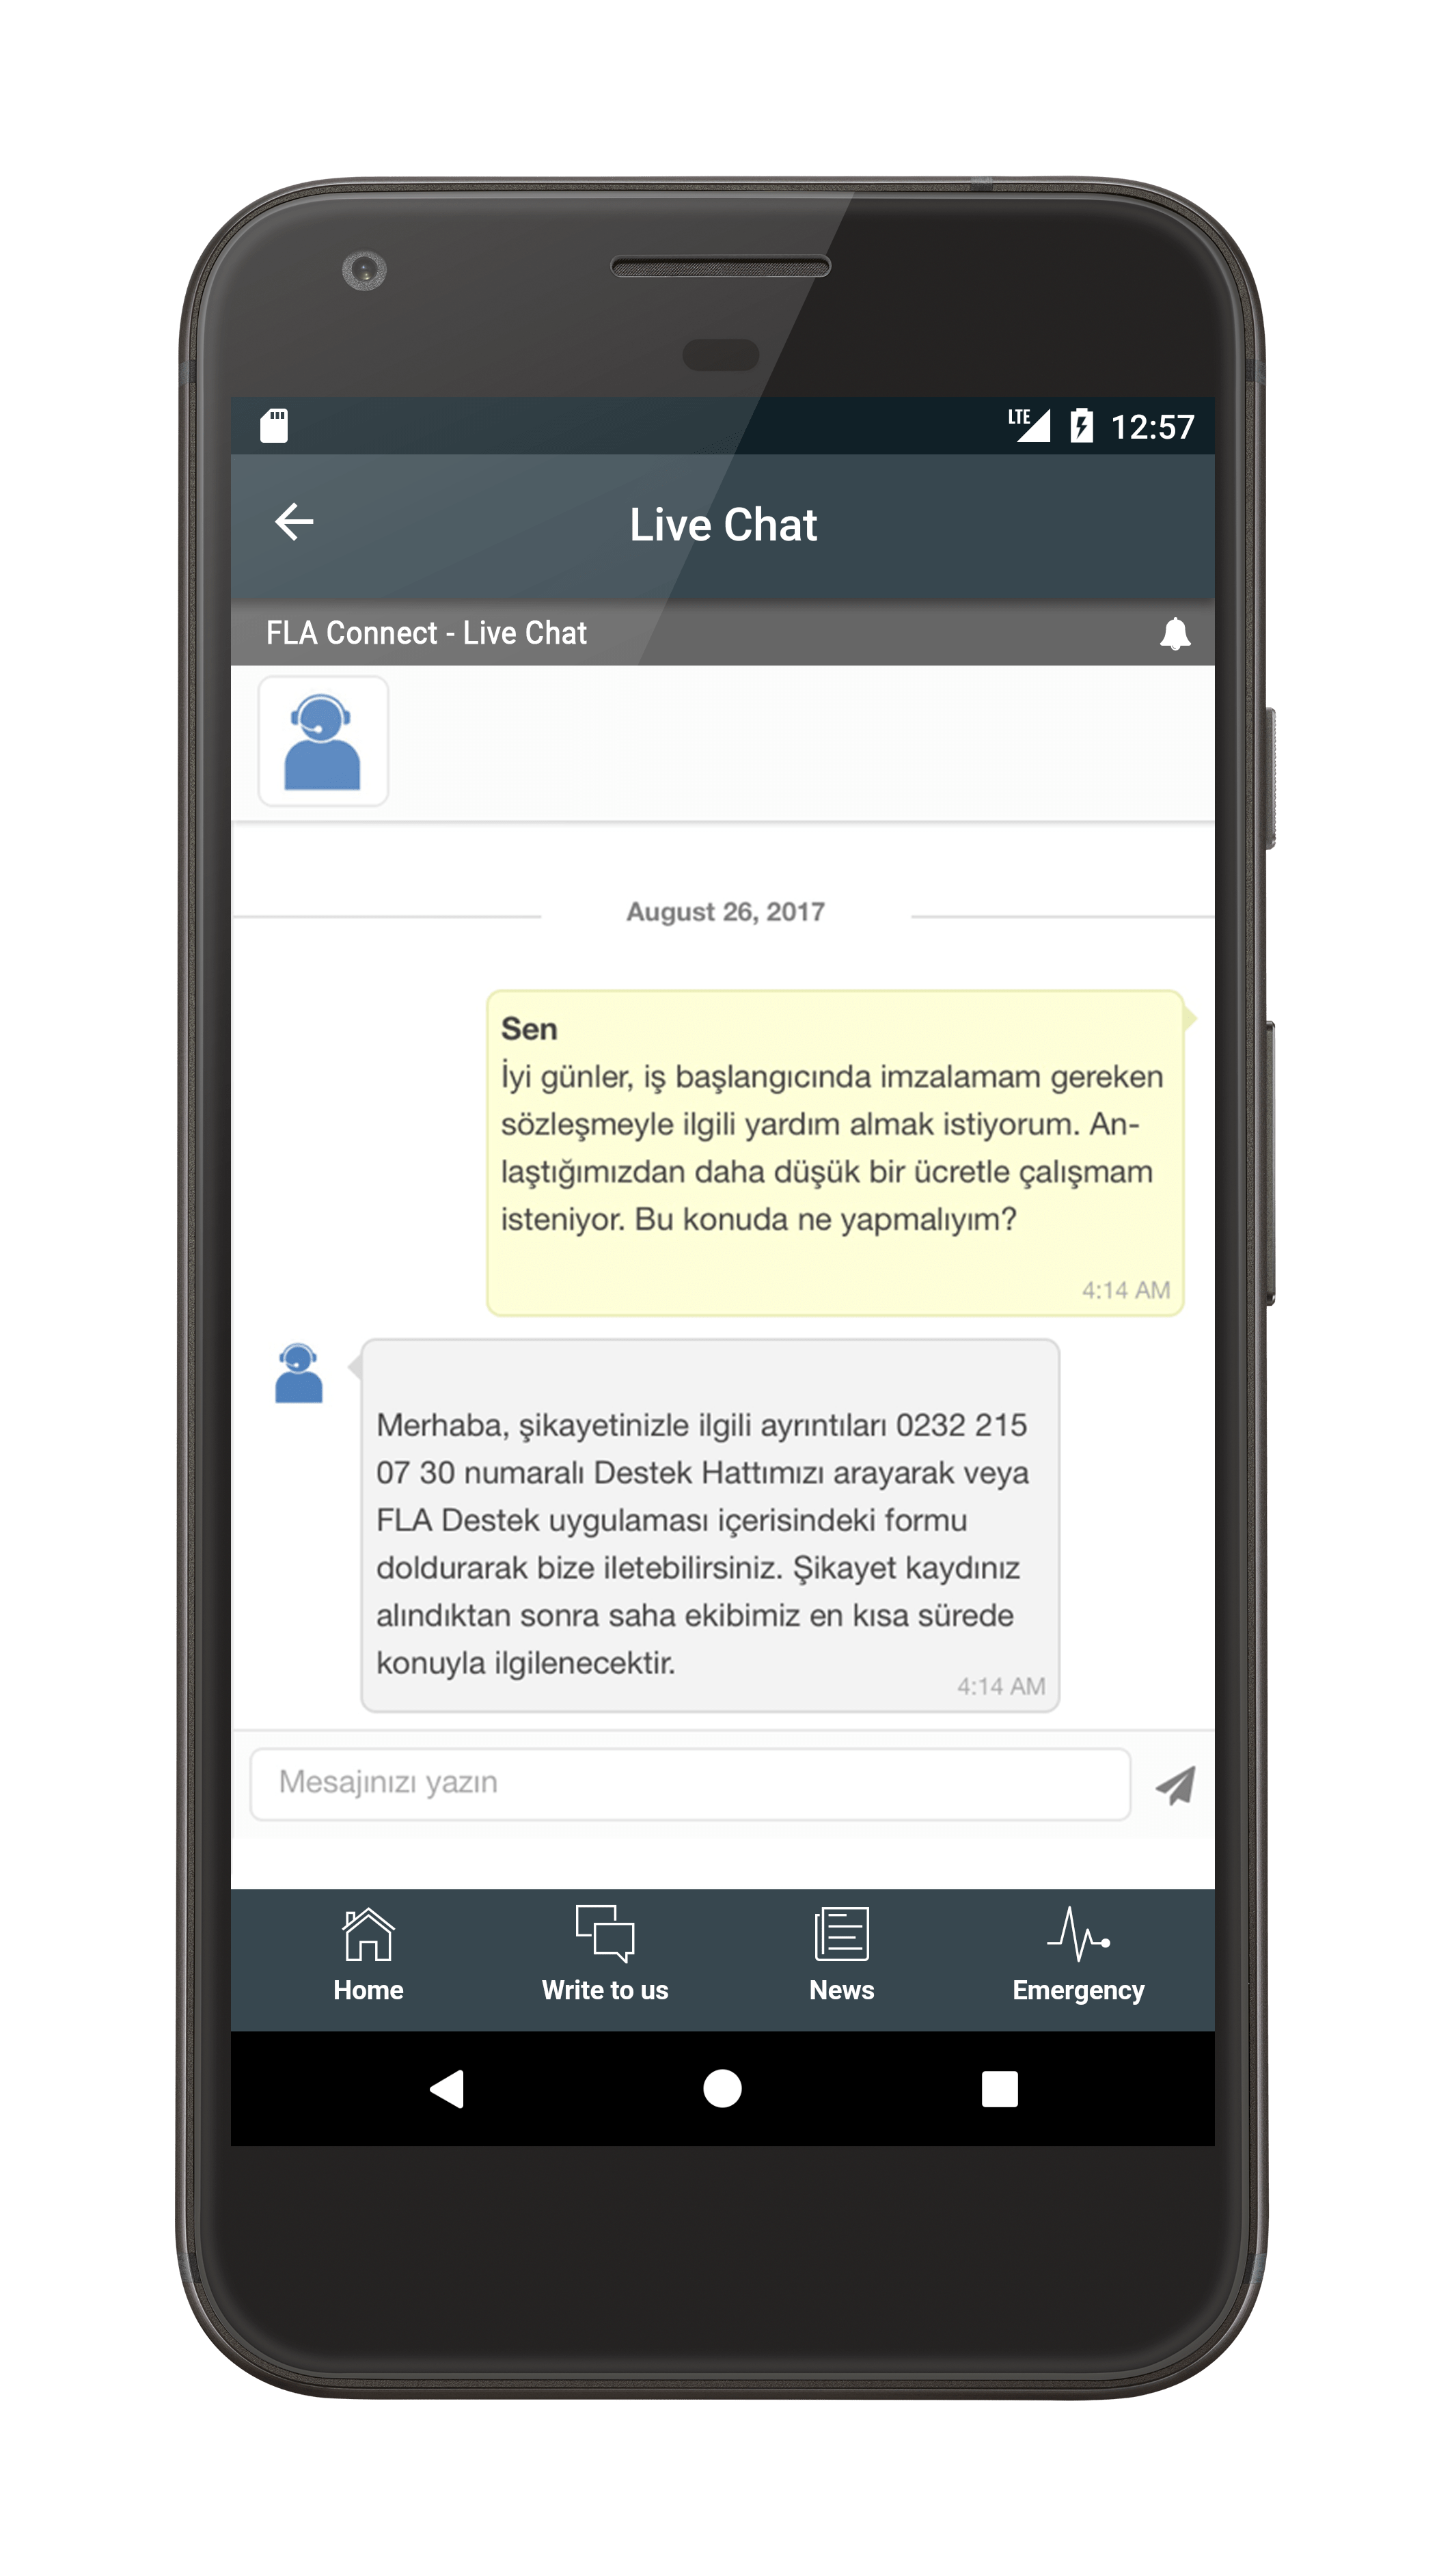 LTE 12:57
Live Chat
FLA Connect - Live Chat
August 26, 2017
Sen
İyi günler, iş başlangıcında imzalamam gereken
sözleşmeyle ilgili yardım almak istiyorum. An-
laştığımızdan daha düşük bir ücretle çalışmam
isteniyor. Bu konuda ne yapmalıyım?
4:14 AM
Merhaba, şikayetinizle ilgili ayrıntıları 0232 215
07 30 numaralı Destek Hattımızı arayarak veya
FLA Destek uygulaması içerisindeki formu
doldurarak bize iletebilirsiniz. Şikayet kaydınız
alındıktan sonra saha ekibimiz en kısa sürede
konuyla ilgilenecektir.
4:14 AM
Mesajınızı yazın
Home Write to us News Emergency